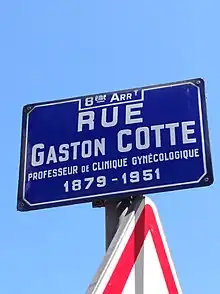 8ème ARRt
RUE
GASTON COTTE
PROFESSEUR DE CLINIQUE GYNÉCOLOGIQUE
1879-1951